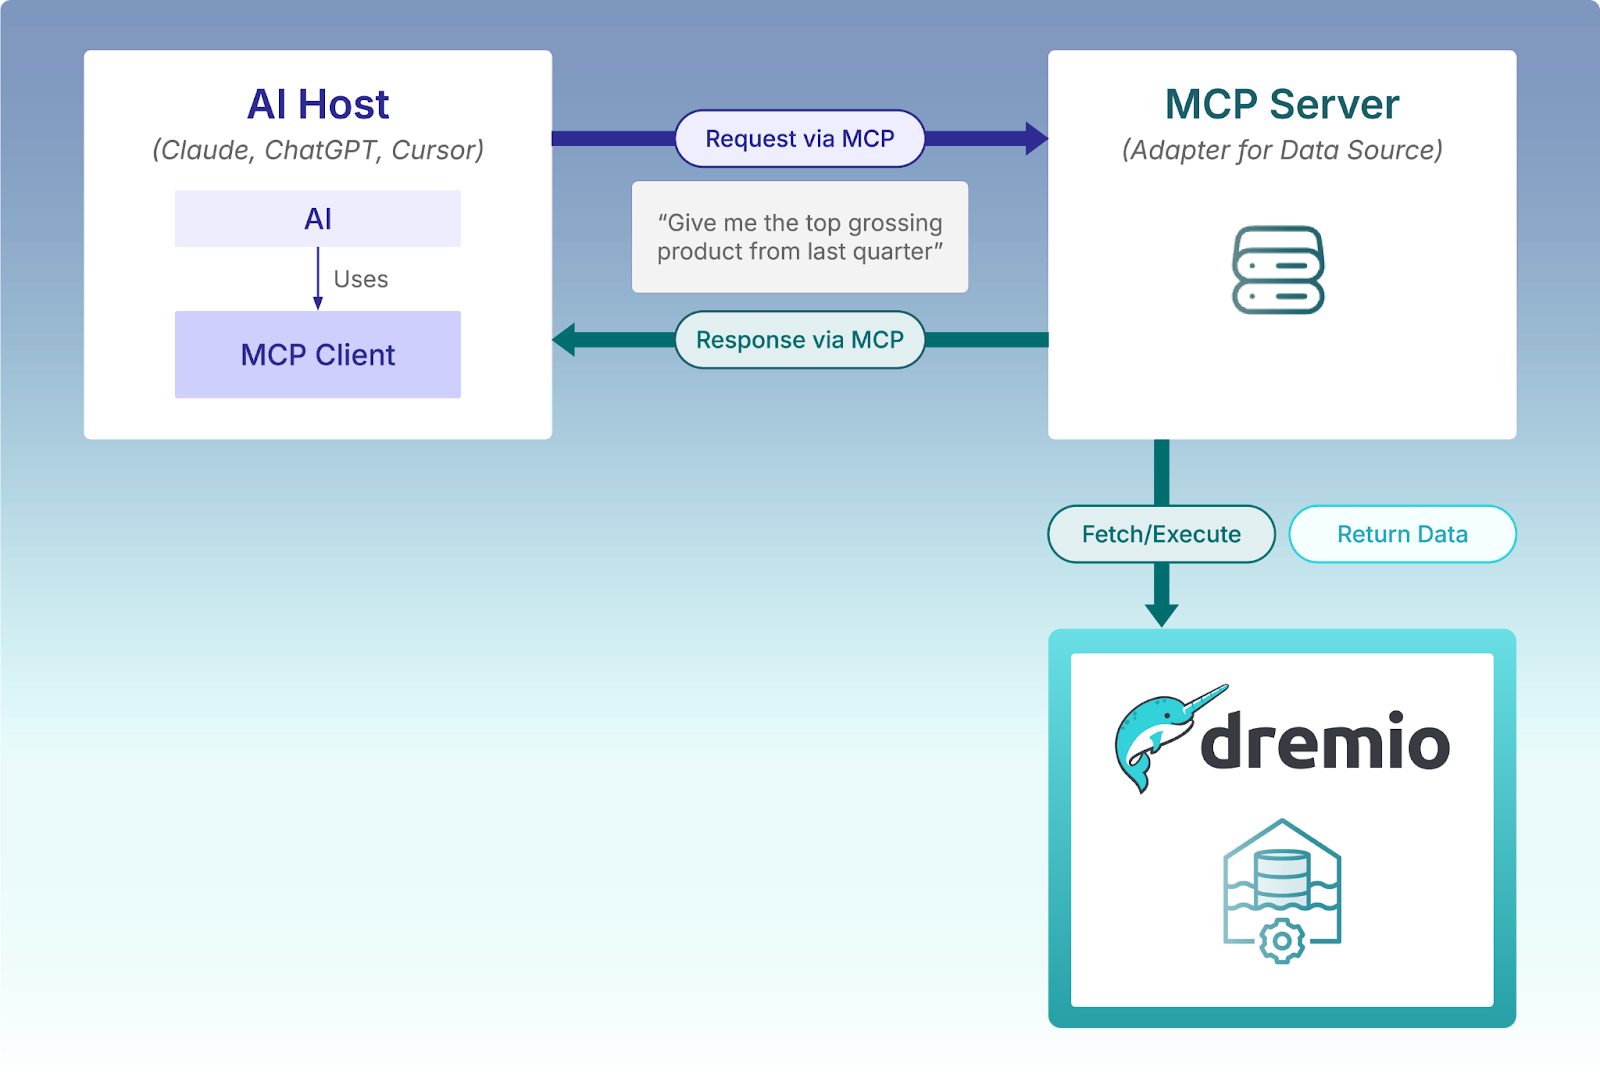 AI Host
(Claude, ChatGPT, Cursor)
AI
Uses
MCP Client
Request via MCP
“Give me the top grossing
product from last quarter”
Response via MCP
MCP Server
(Adapter for Data Source)
Fetch/Execute
Return Data
dremio